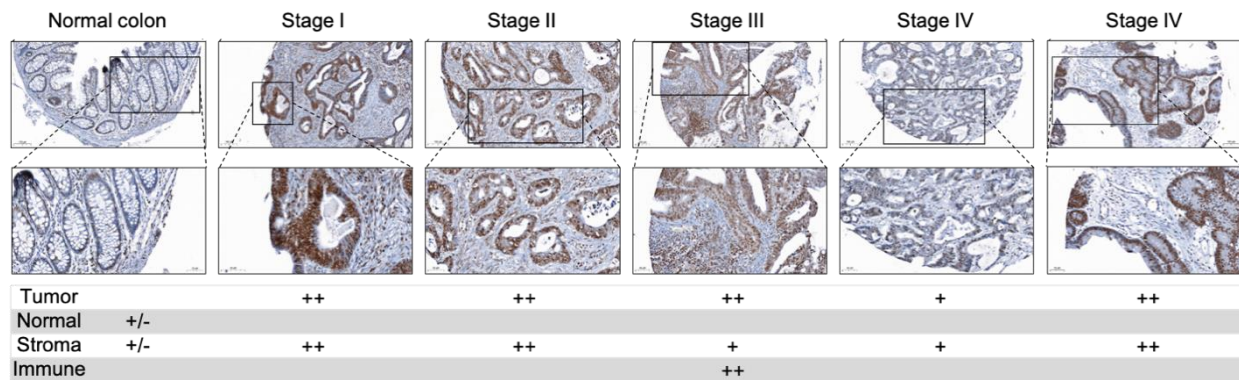 Normal colon Stage I Stage II Stage III Stage IV Stage IV
Tumor ++ ++ ++ + ++
Normal +/-
Stroma +/- ++ ++ + + ++
Immune ++